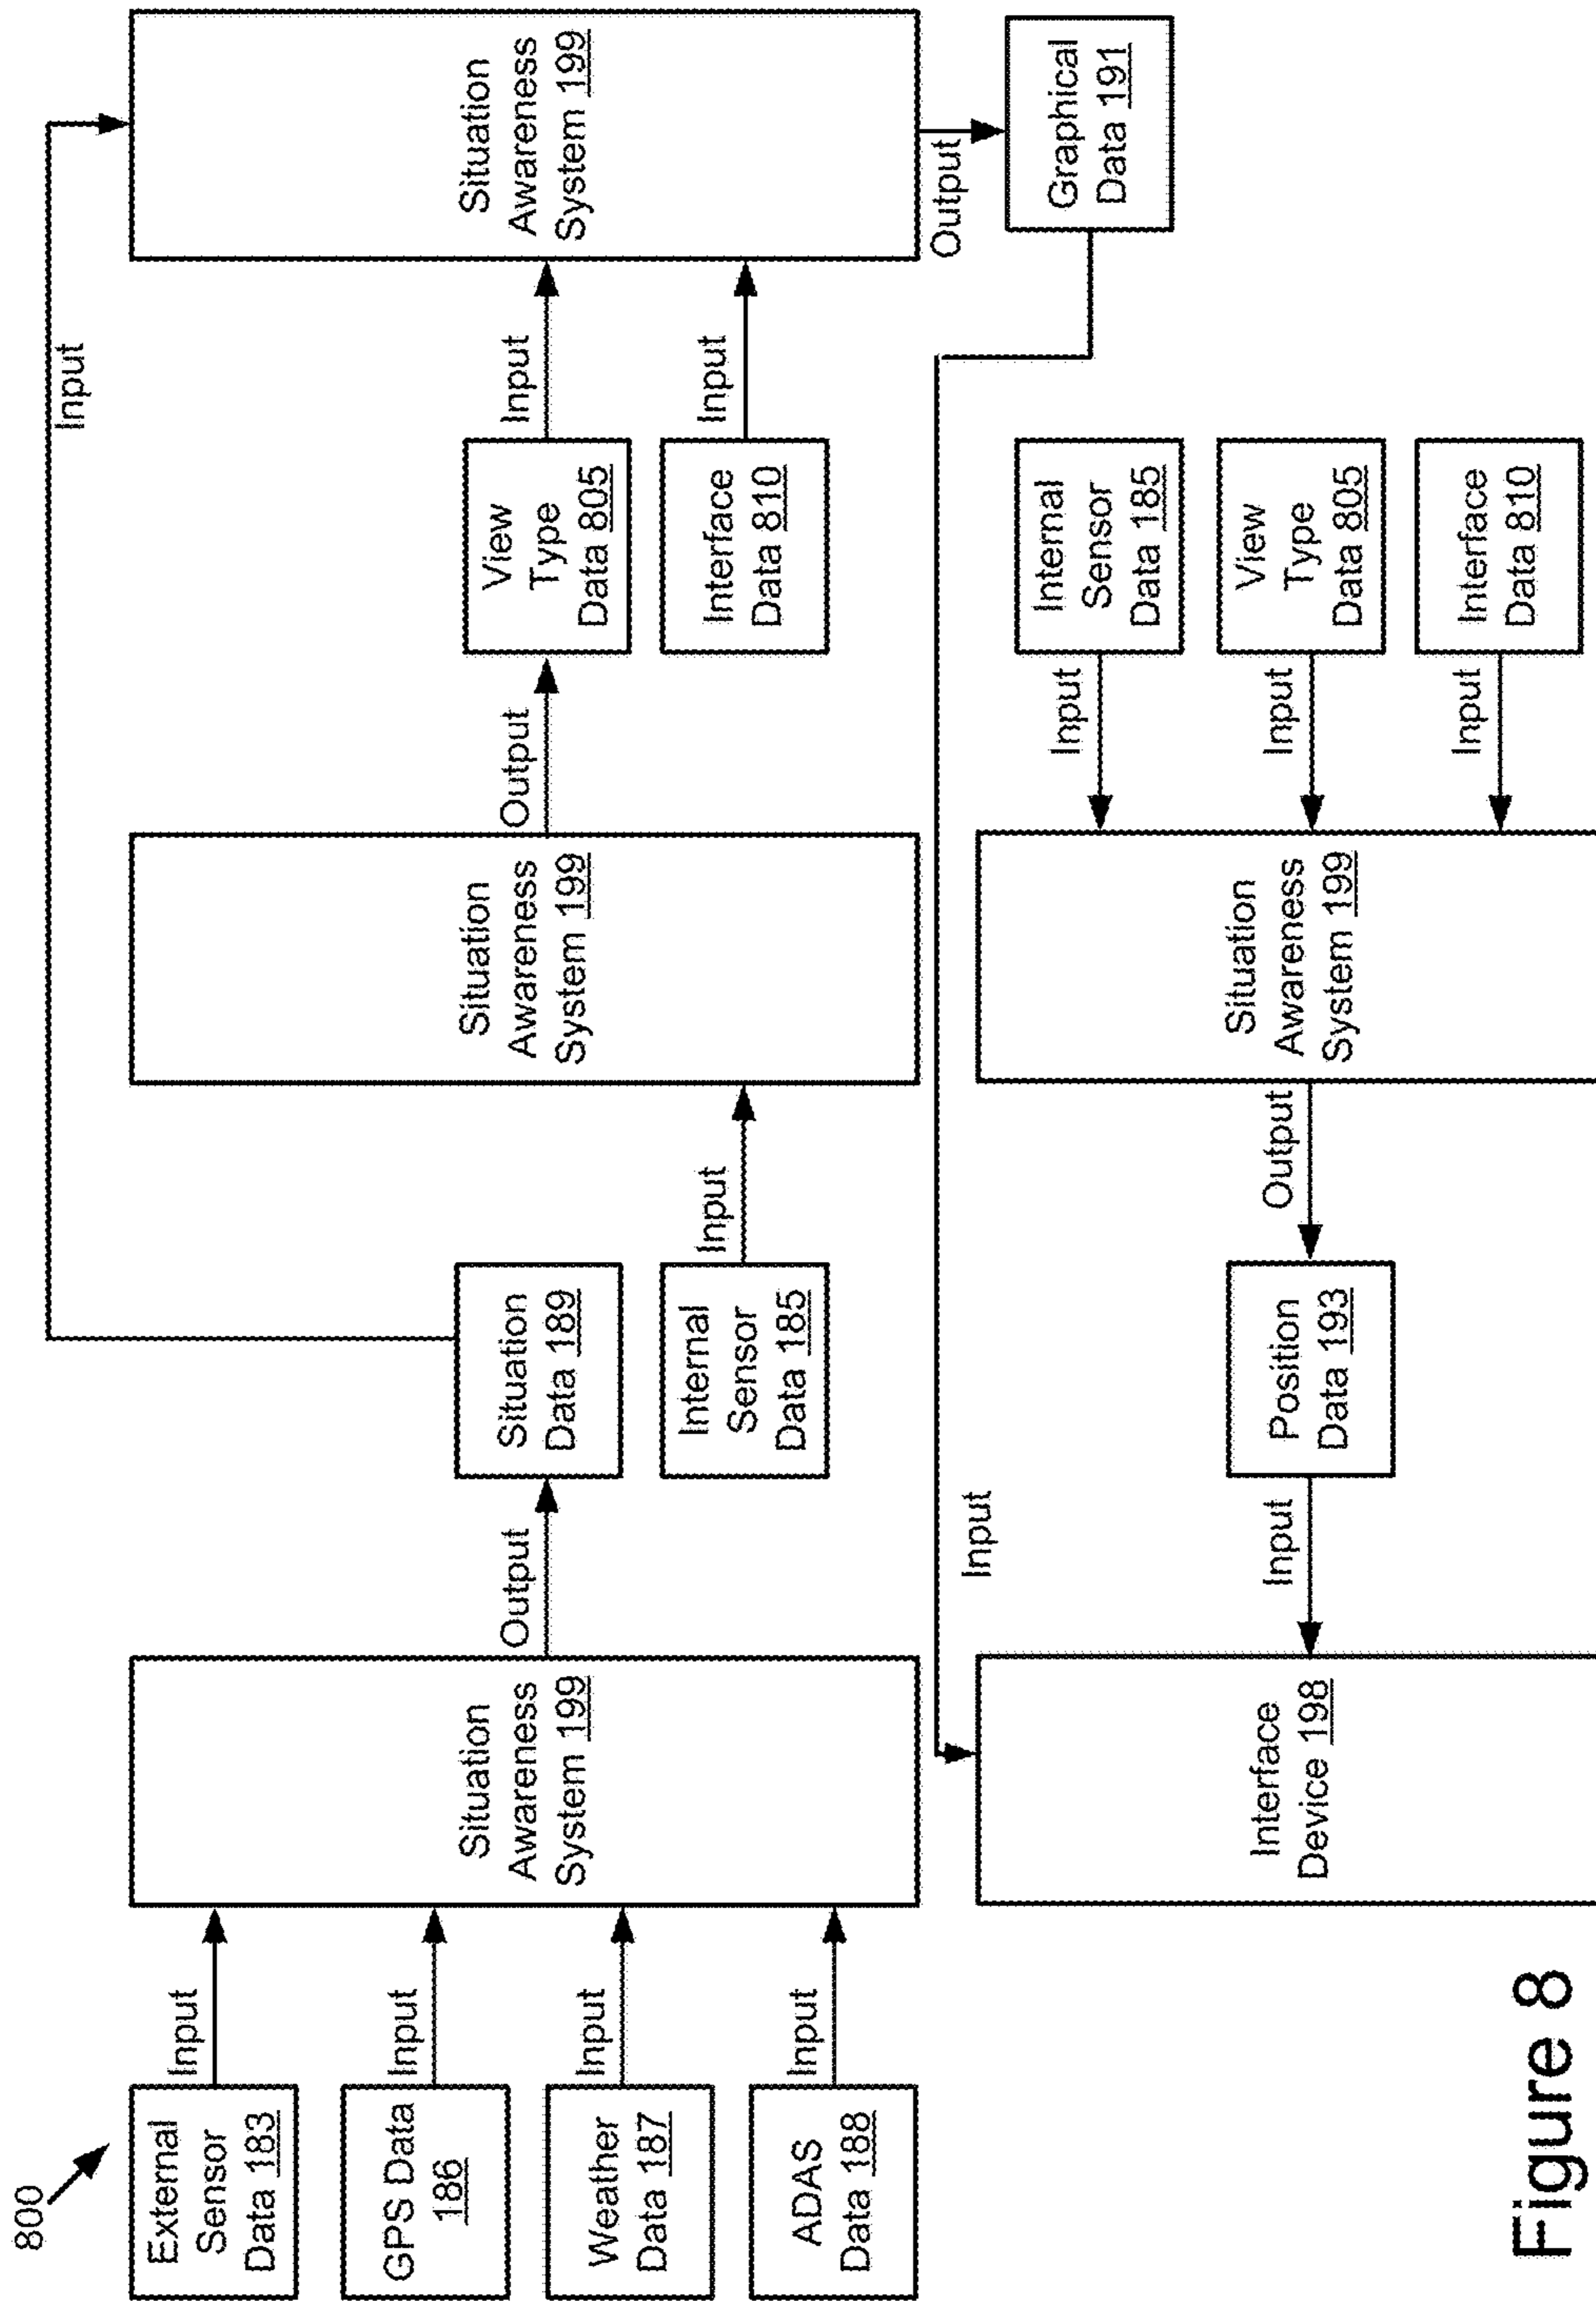 800
External
Sensor
Data 183
Input
GPS Data
186
Input
Weather
Data 187
Input
ADAS
Data 188
Input
Situation
Awareness
System 199
Output
Situation
Data 189
Input
Internal
Sensor
Data 185
Input
Situation
Awareness
System 199
Output
View
Type
Data 805
Input
Interface
Data 810
Input
Situation
Awareness
System 199
Output
Graphical
Data 191
Input
Interface
Device 198
Input
Position
Data 193
Output
Situation
Awareness
System 199
Input
Internal
Sensor
Data 185
Input
View
Type
Data 805
Input
Interface
Data 810
Figure 8